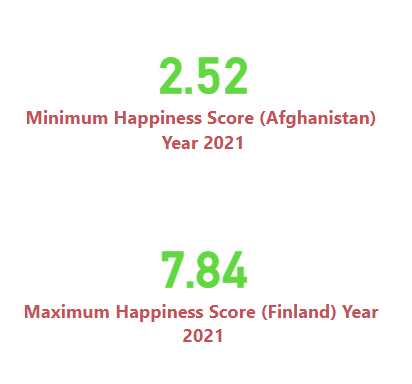 2.52
Minimum Happiness Score (Afghanistan)
Year 2021
7.84
Maximum Happiness Score (Finland) Year
2021